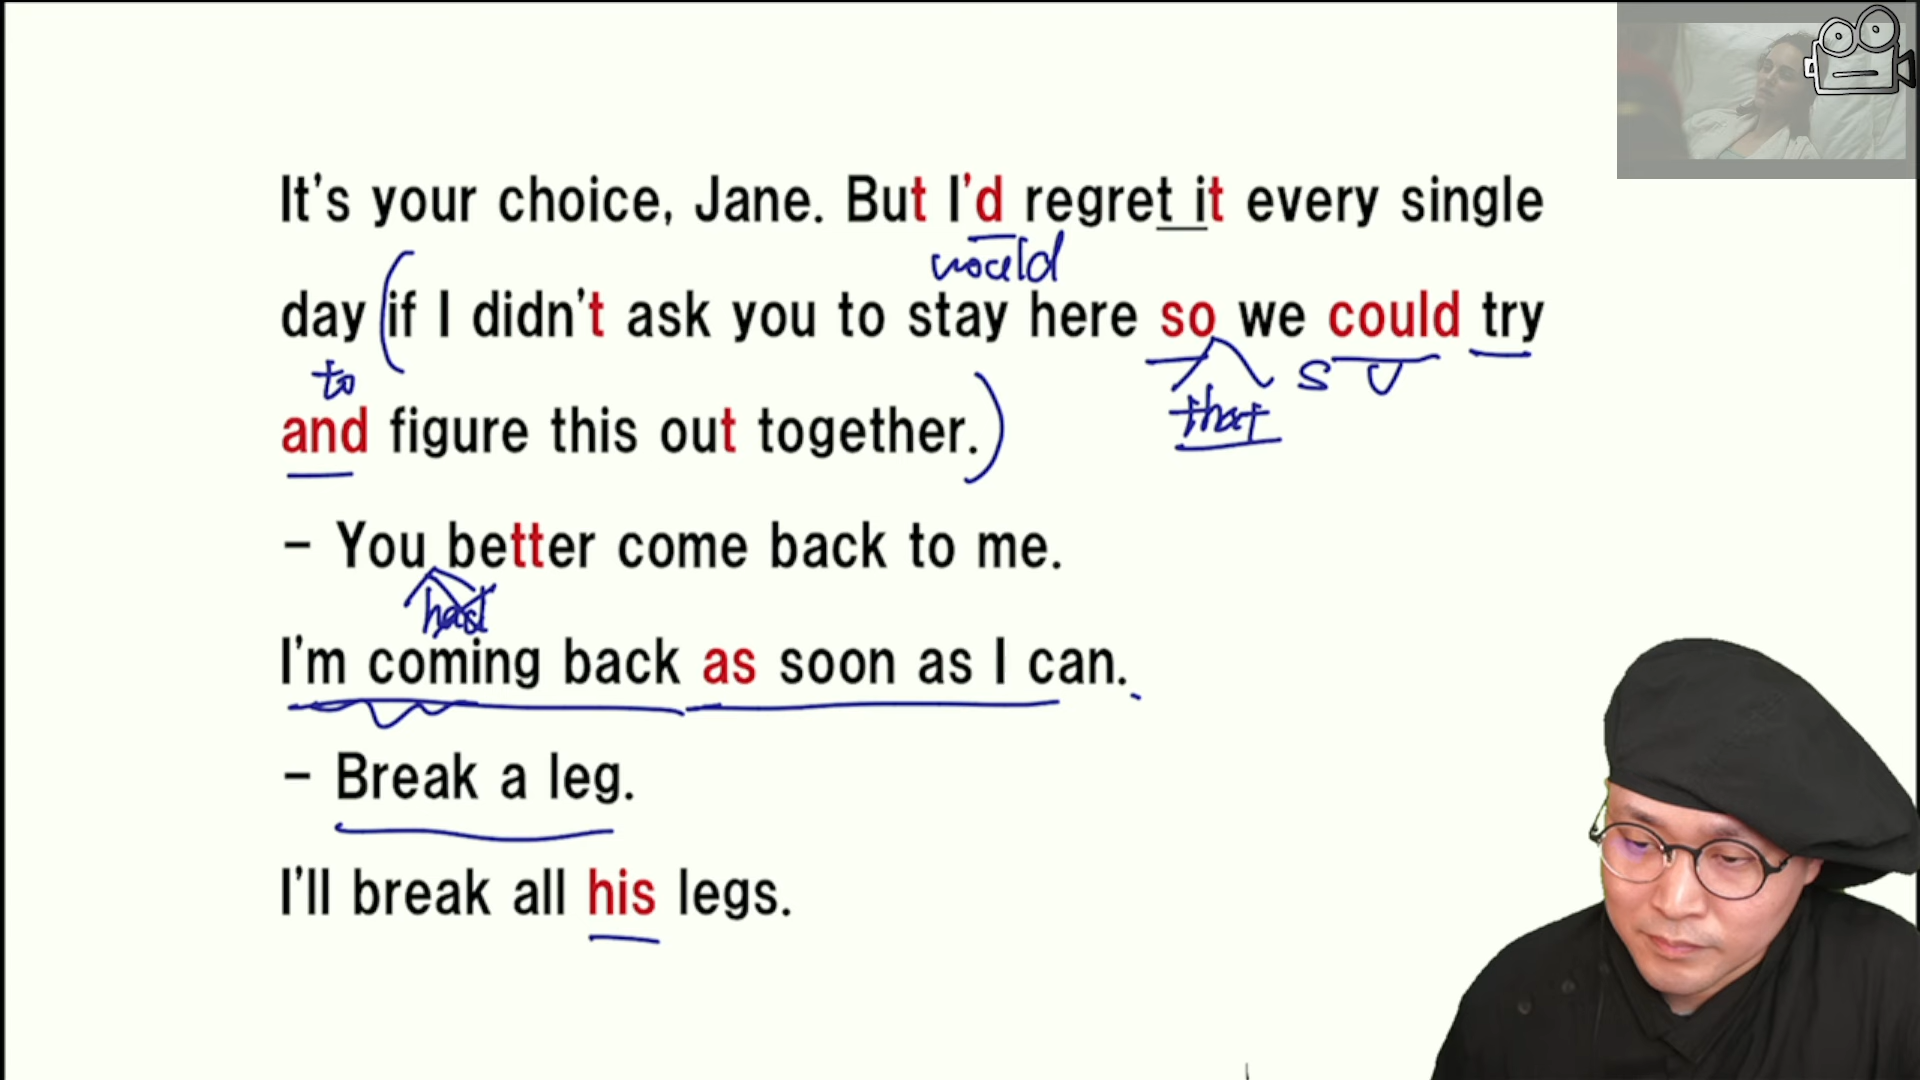 It's your choice, Jane. But I'd regret it every single
would
day (if I didn't ask you to stay here so we could try
to
that
S V
and figure this out together.)
– You better come back to me.
had
I'm coming back as soon as I can.
– Break a leg.
I'll break all his legs.